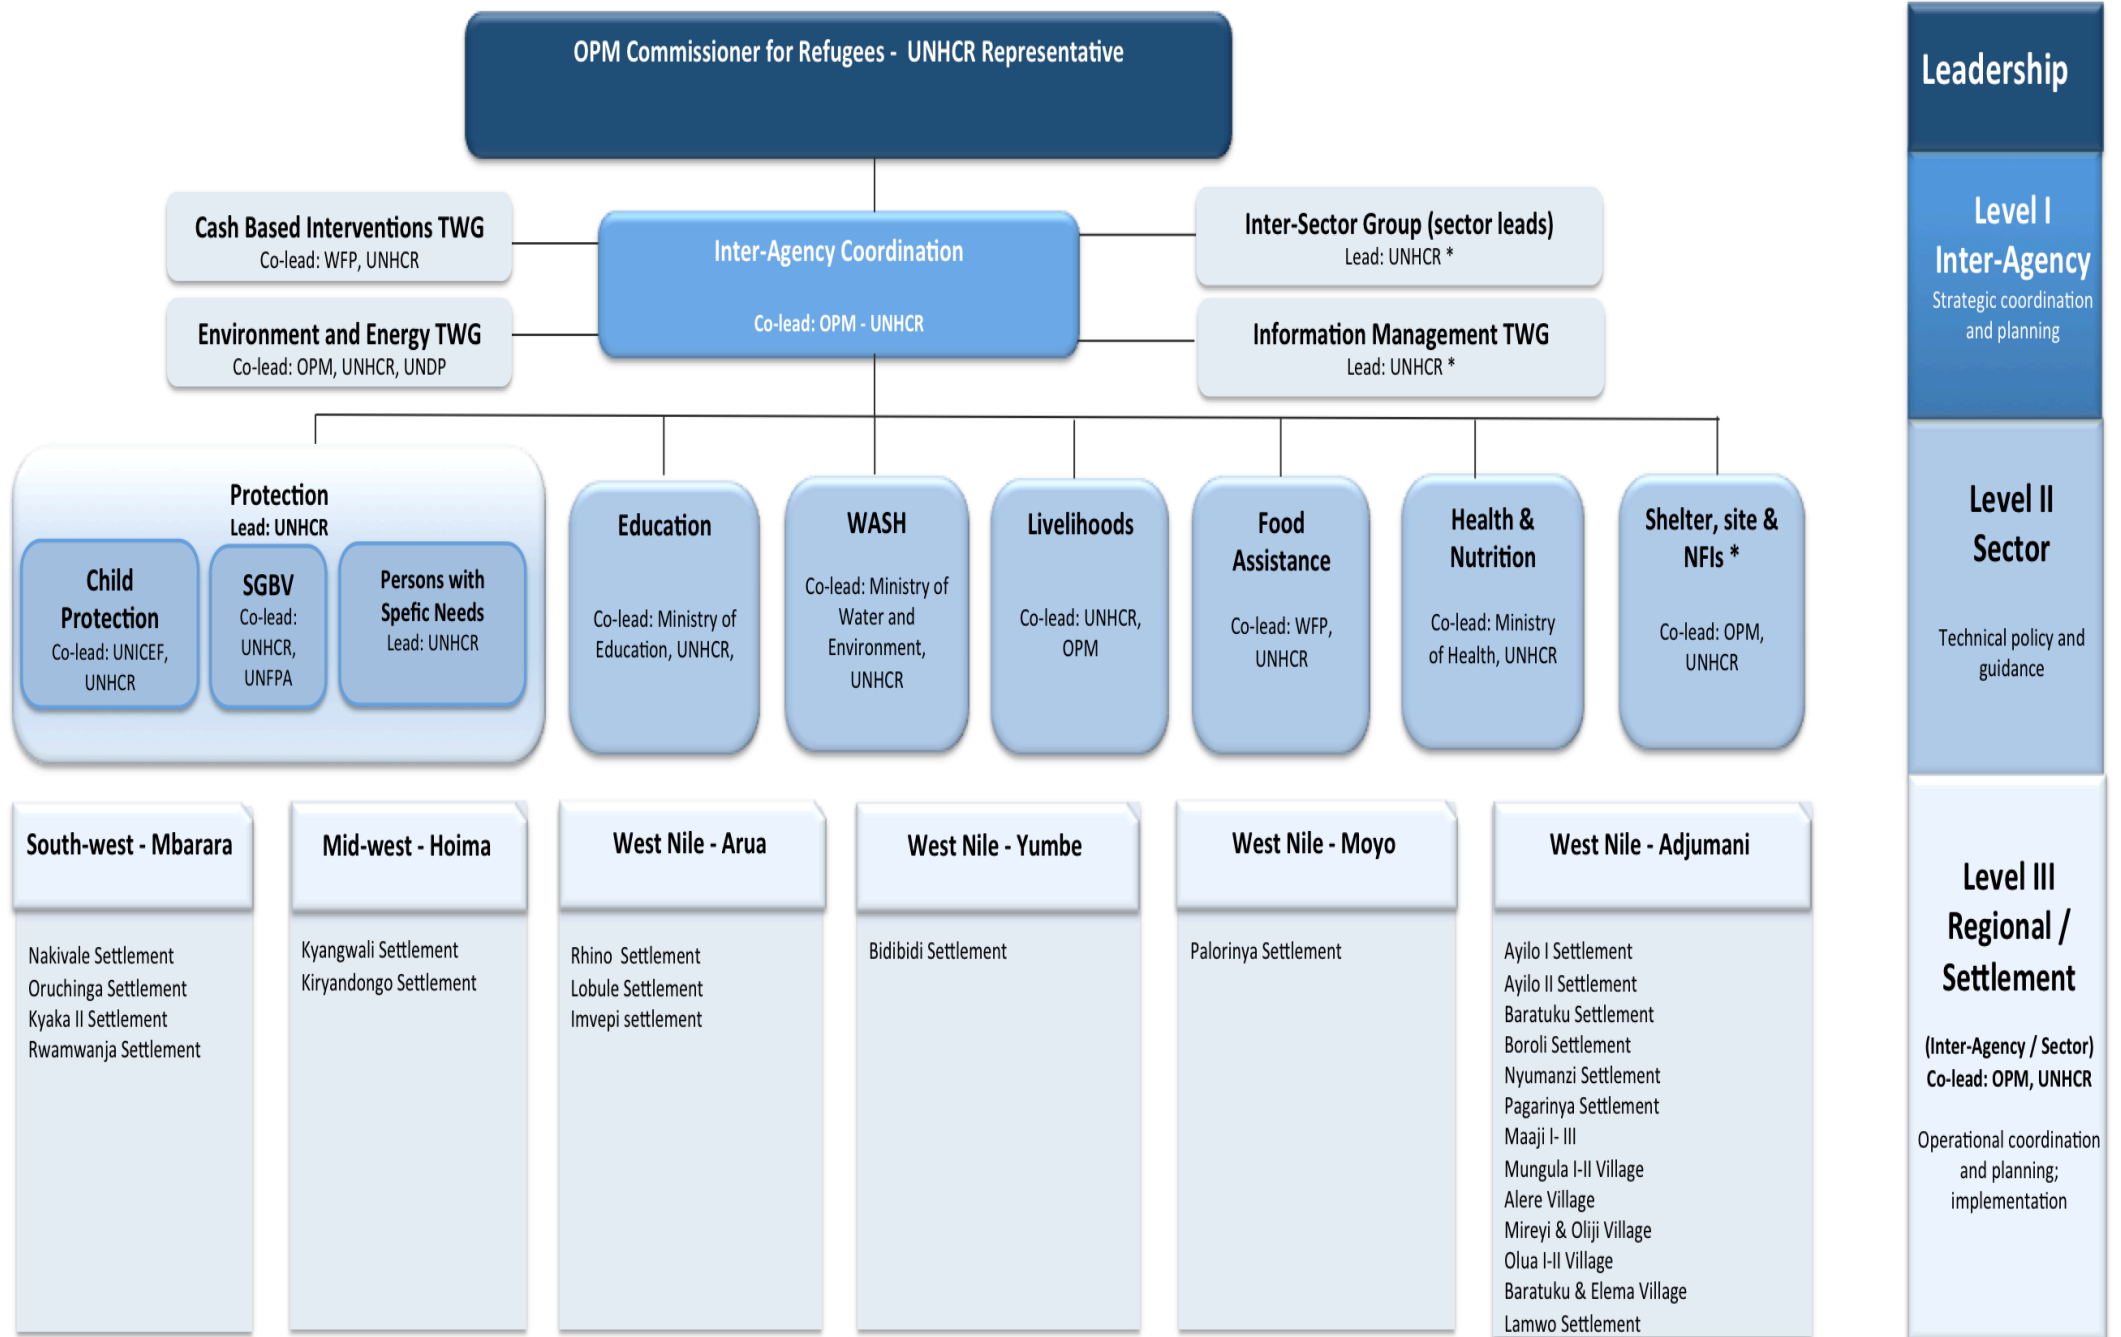 OPM Commissioner for Refugees - UNHCR Representative
Leadership
Cash Based Interventions TWG
Co-lead: WFP, UNHCR
Environment and Energy TWG
Co-lead: OPM, UNHCR, UNDP
Inter-Agency Coordination
Co-lead: OPM - UNHCR
Inter-Sector Group (sector leads)
Lead: UNHCR *
Information Management TWG
Lead: UNHCR *
Level I
Inter-Agency
Strategic coordination
and planning
Protection
Lead: UNHCR
Child
Protection
Co-lead: UNICEF,
UNHCR
SGBV
Co-lead:
UNHCR,
UNFPA
Persons with
Spefic Needs
Lead: UNHCR
Education
Co-lead: Ministry of
Education, UNHCR,
WASH
Co-lead: Ministry of
Water and
Environment,
UNHCR
Livelihoods
Co-lead: UNHCR,
OPM
Food
Assistance
Co-lead: WFP,
UNHCR
Health &
Nutrition
Co-lead: Ministry
of Health, UNHCR
Shelter, site &
NFIs *
Co-lead: OPM,
UNHCR
Level II
Sector
Technical policy and
guidance
South-west - Mbarara
Nakivale Settlement
Oruchinga Settlement
Kyaka II Settlement
Rwamwanja Settlement
Mid-west - Hoima
Kyangwali Settlement
Kiryandongo Settlement
West Nile - Arua
Rhino Settlement
Lobule Settlement
Imvepi settlement
West Nile - Yumbe
Bidibidi Settlement
West Nile - Moyo
Palorinya Settlement
West Nile - Adjumani
Ayilo I Settlement
Ayilo II Settlement
Baratuku Settlement
Boroli Settlement
Nyumanzi Settlement
Pagarinya Settlement
Maaji I- III
Mungula I-II Village
Alere Village
Mireyi & Oliji Village
Olua I-II Village
Baratuku & Elema Village
Lamwo Settlement
Level III
Regional /
Settlement
(Inter-Agency / Sector)
Co-lead: OPM, UNHCR
Operational coordination
and planning;
implementation